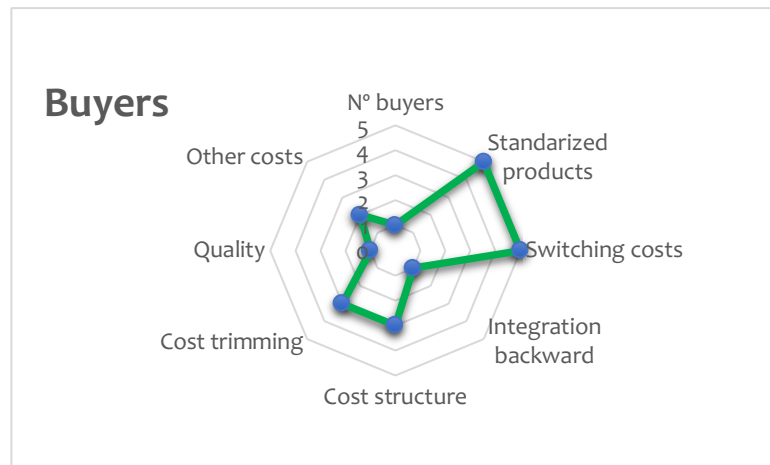 Buyers
Nº buyers
5
4
3
2
0
Standarized
products
Switching costs
Integration
backward
Cost structure
Cost trimming
Quality
Other costs